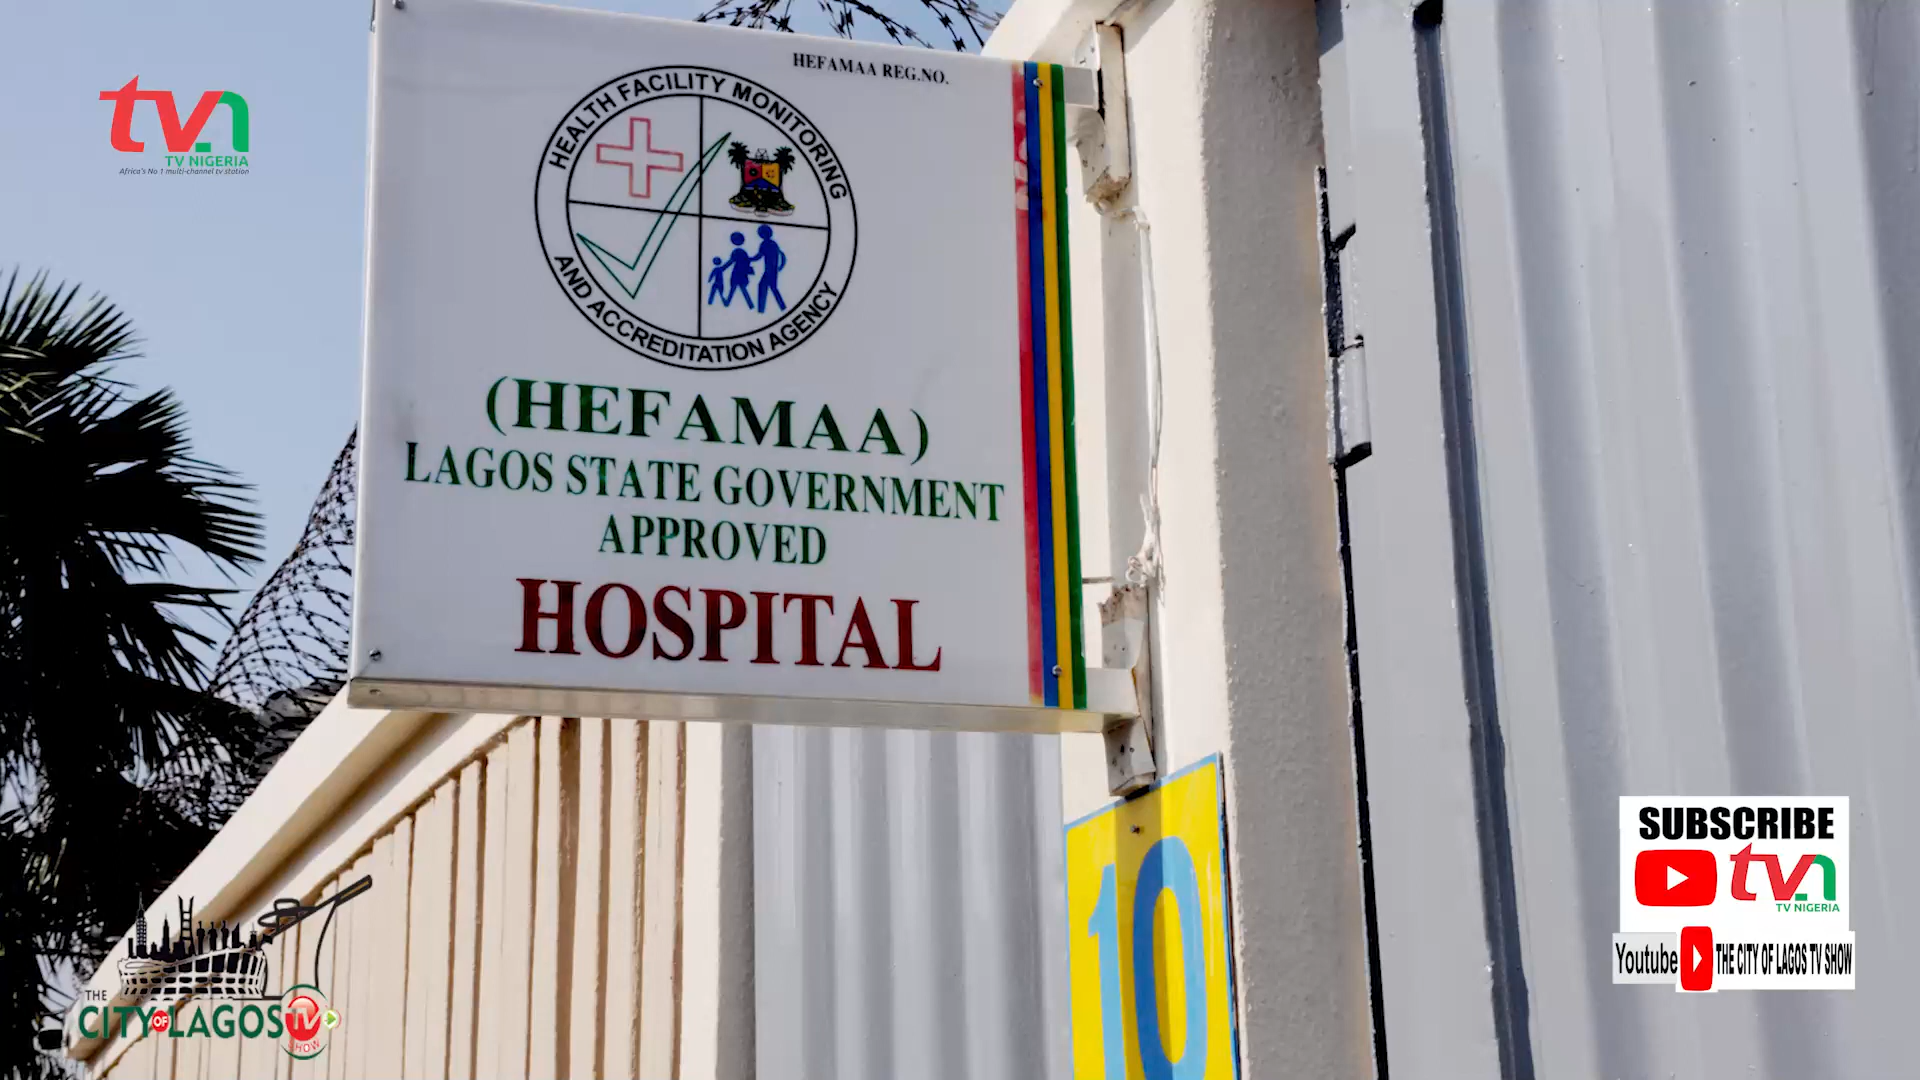 tvn
TV NIGERIA
Africa's No 1 multi-channel tv station
HEFAMAA REG.NO.
HEALTH FACILITY MONITORING
AND ACCREDITATION AGENCY
(HEFAMAA)
LAGOS STATE GOVERNMENT
APPROVED
HOSPITAL
10
THE
CITY OF LAGOS TV
SHOW
SUBSCRIBE
tvn
TV NIGERIA
Youtube THE CITY OF LAGOS TV SHOW